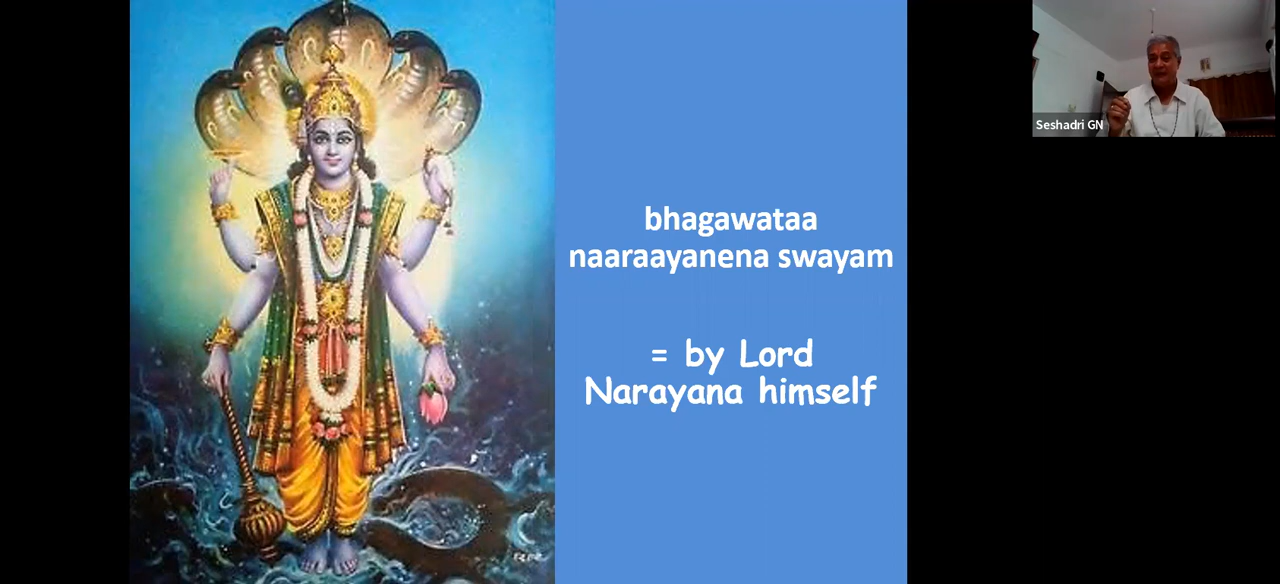 bhagawataa
naaraayanena swayam
= by Lord
Narayana himself
Seshadri GN